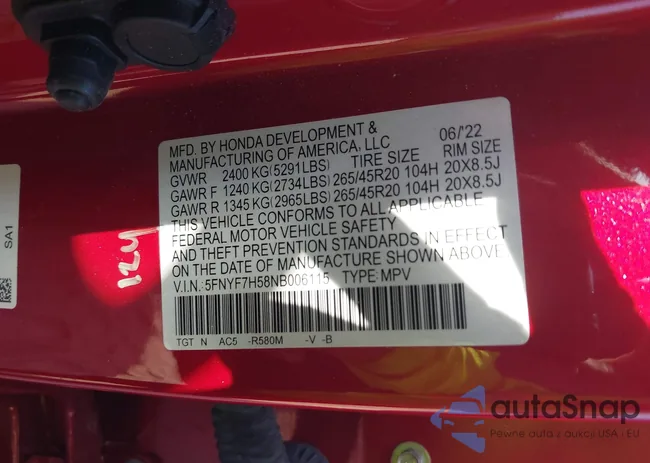 MFD. BY HONDA DEVELOPMENT &
MANUFACTURING OF AMERICA, LLC 06/'22
GVWR 2400 KG(5291LBS) TIRE SIZE RIM SIZE
GAWR F 1240 KG(2734LBS) 265/45R20 104H 20X8.5J
GAWR R 1345 KG(2965LBS) 265/45R20 104H 20X8.5J
THIS VEHICLE CONFORMS TO ALL APPLICABLE
FEDERAL MOTOR VEHICLE SAFETY
AND THEFT PREVENTION STANDARDS IN EFFECT
ON THE DATE OF MANUFACTURE SHOWN ABOVE.
V.I.N.:5FNYF7H58NB006115 TYPE:MPV
TGT N AC5 -R580M -V -B
SA1
124
autaSnap
Pewne auta z aukcji USA - EU